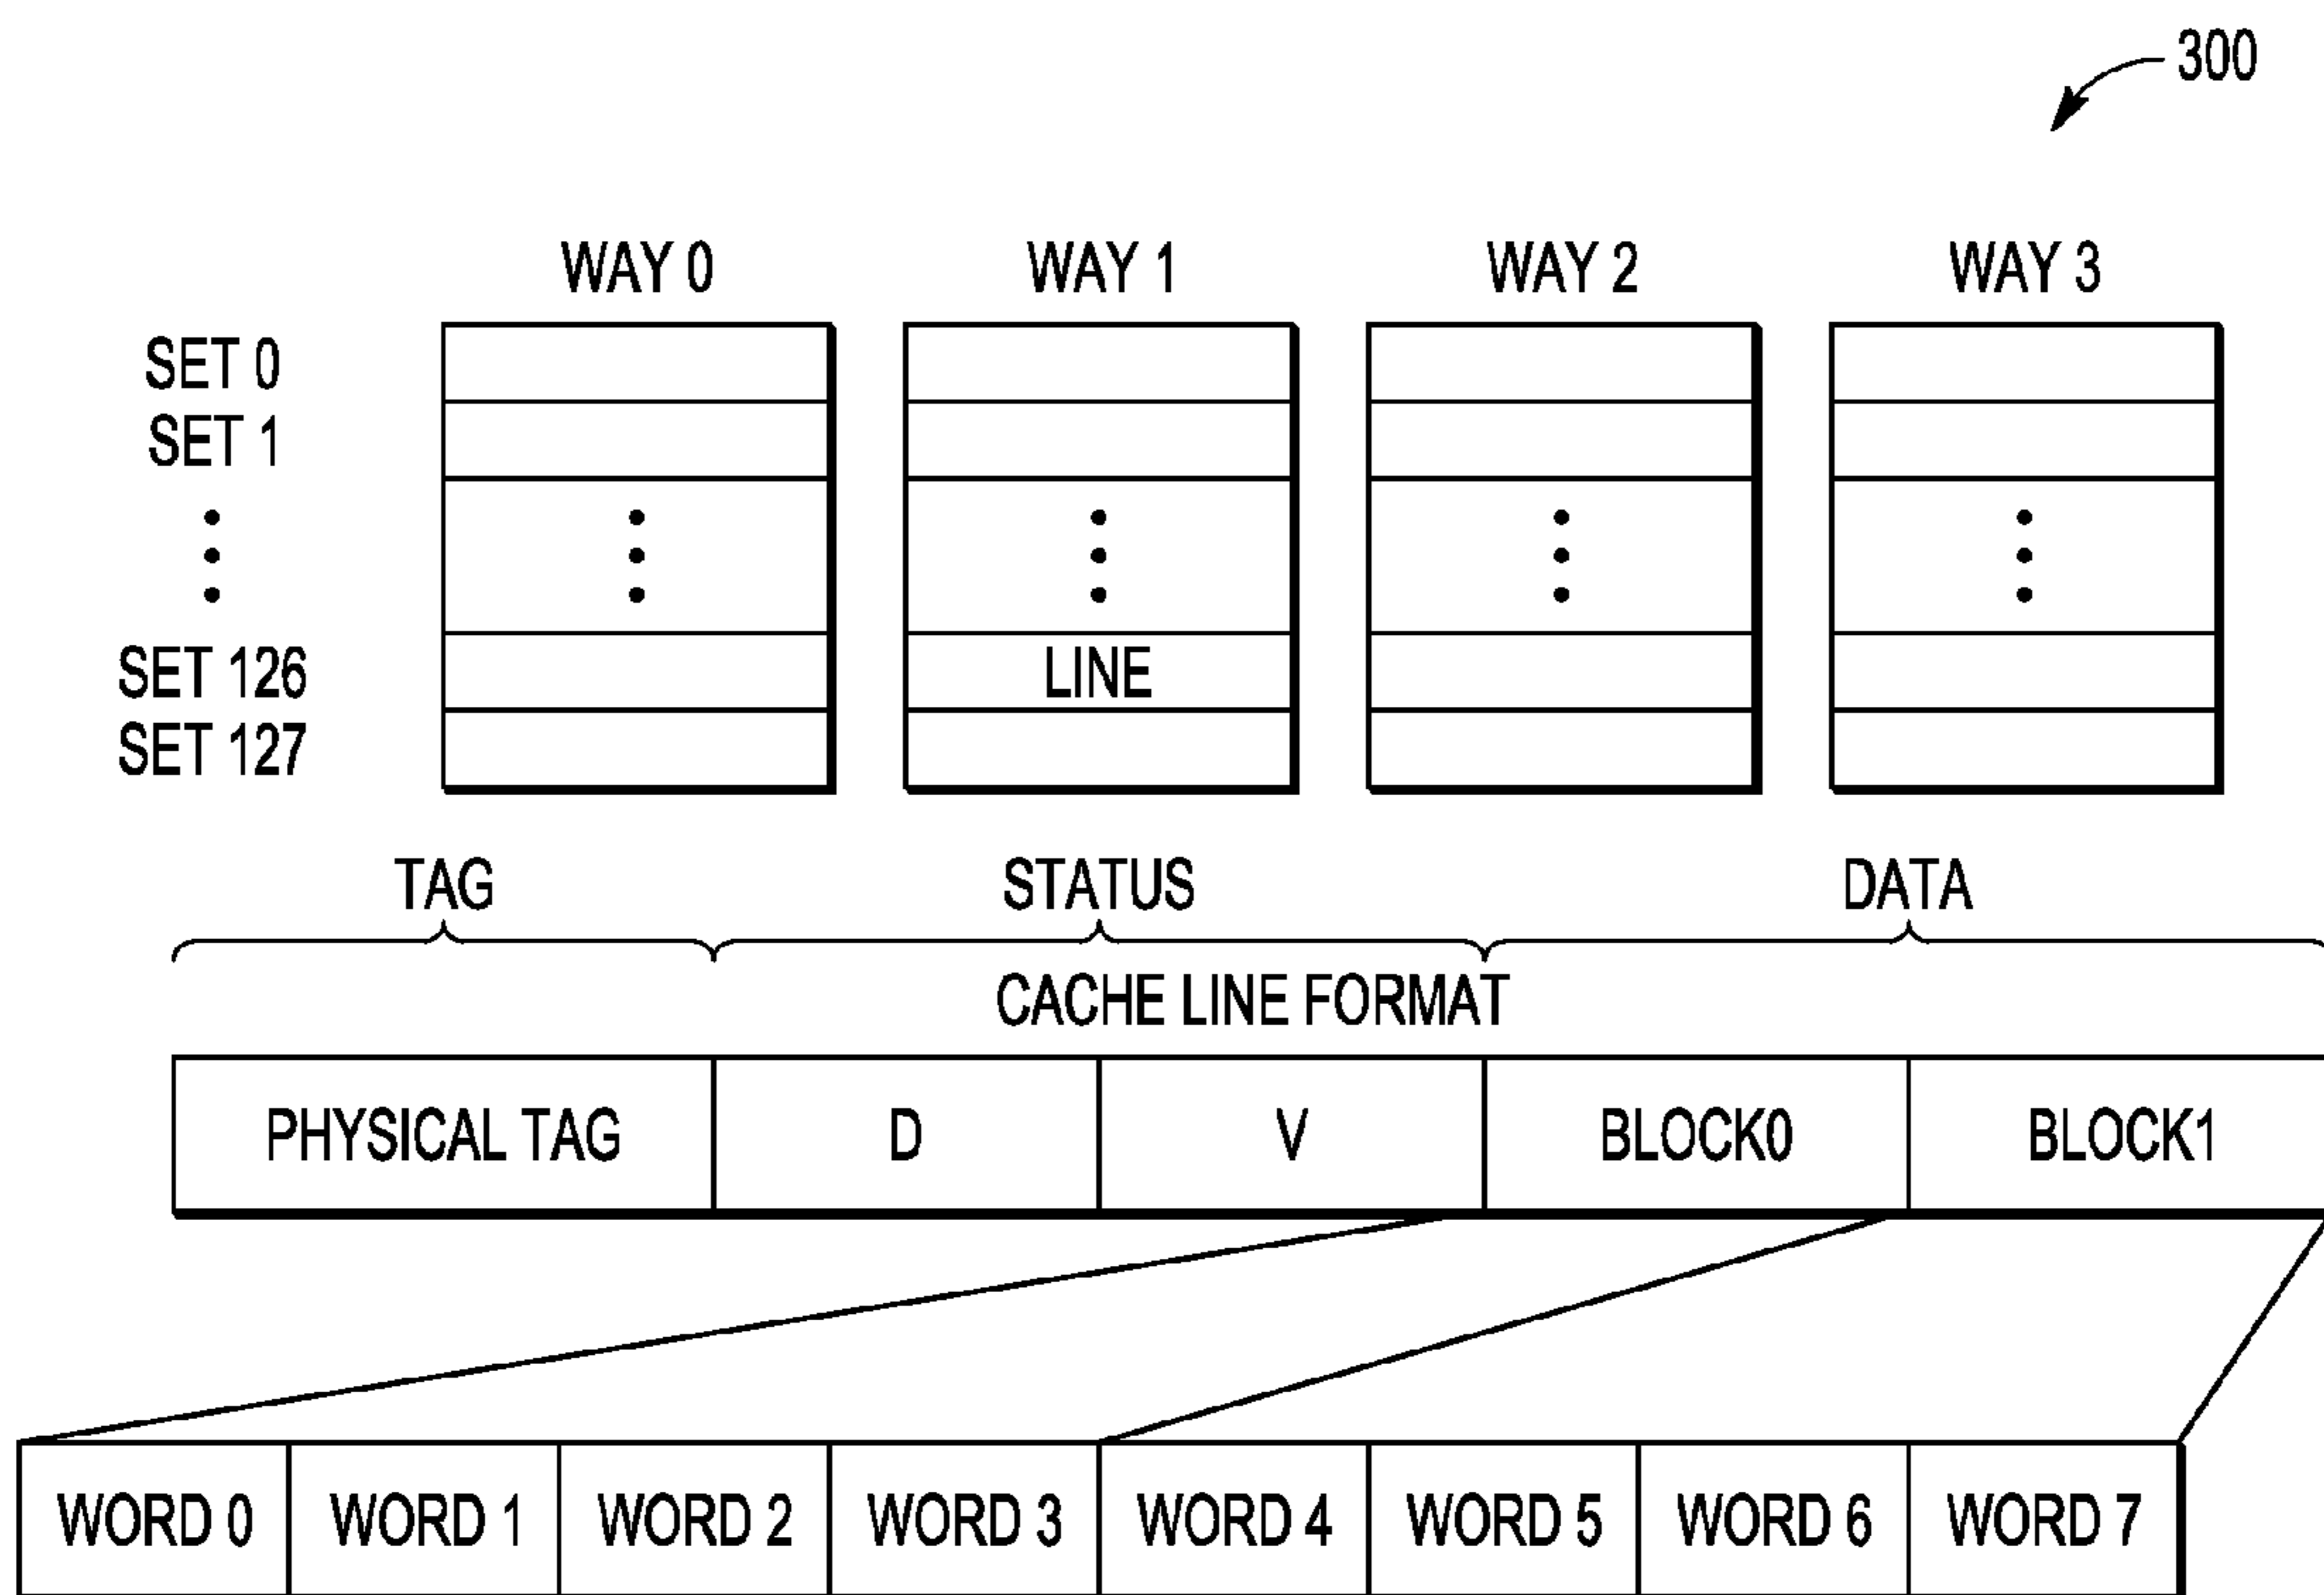 300
WAY 0 WAY 1 WAY 2 WAY 3
SET 0
SET 1
SET 126 LINE
SET 127
TAG STATUS DATA
CACHE LINE FORMAT
PHYSICAL TAG D V BLOCK0 BLOCK1
WORD 0 WORD 1 WORD 2 WORD 3 WORD 4 WORD 5 WORD 6 WORD 7